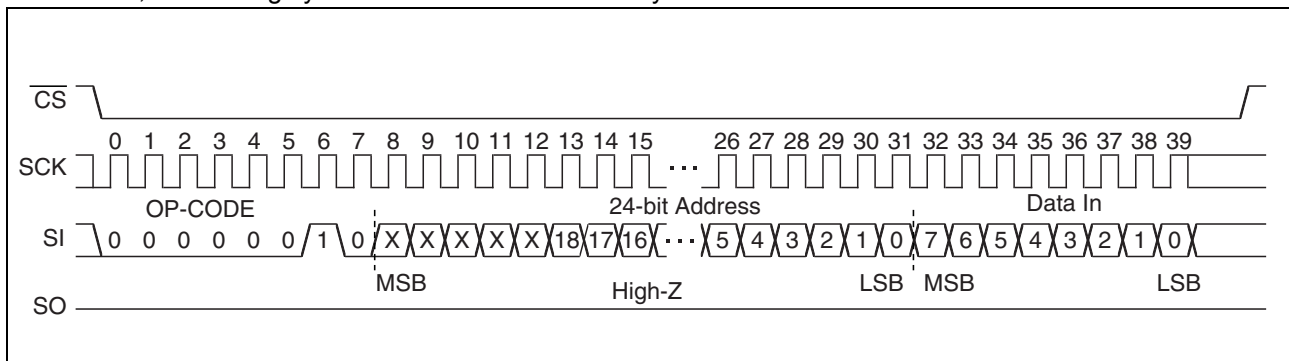 CS
0 1 2 3 4 5 6 7 8 9 10 11 12 13 14 15 26 27 28 29 30 31 32 33 34 35 36 37 38 39
SCK ···
OP-CODE 24-bit Address Data In
SI 0 0 0 0 0 0 1 0 X X X X X 18 17 16 ··· 5 4 3 2 1 0 7 6 5 4 3 2 1 0
MSB High-Z LSB MSB LSB
SO